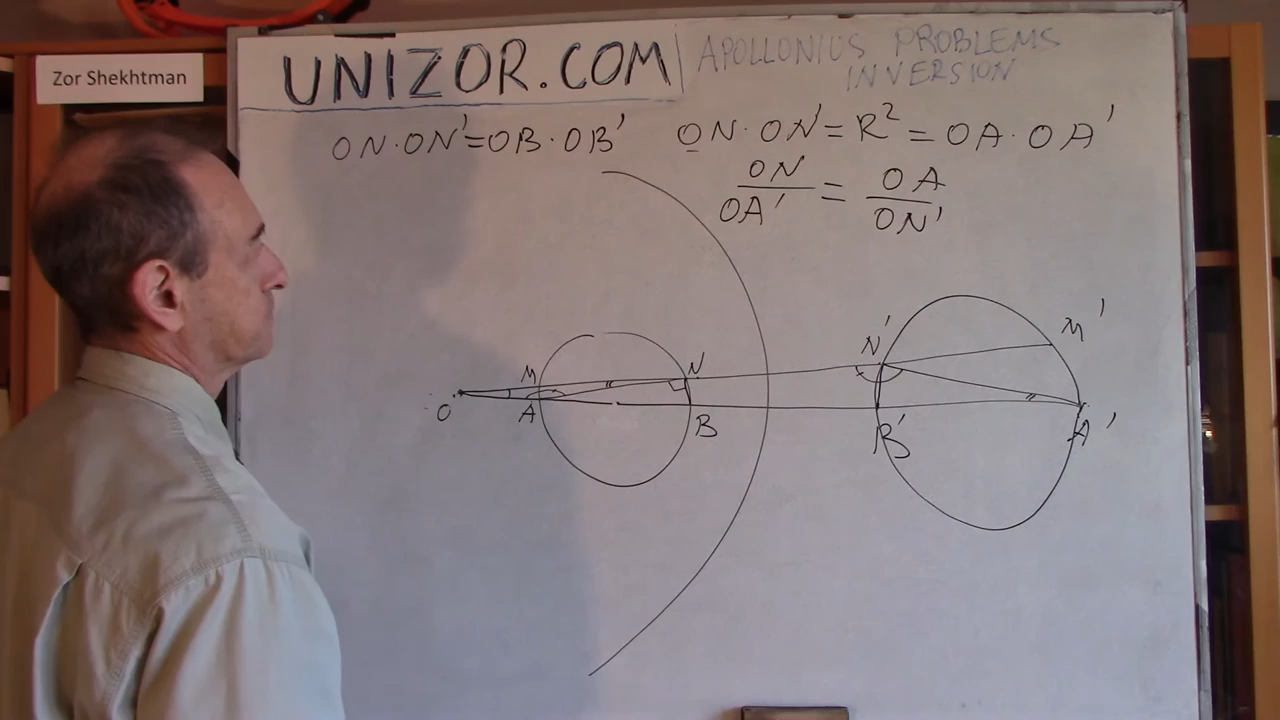 Zor Shekhtman
UNIZOR.COM
APOLLONIUS PROBLEMS
INVERSION
ON·ON'=OB·OB'
ON·ON'=R²=OA·OA'
ON/OA' = OA/ON'
M
N
N'
M'
O
A
B
B'
A'